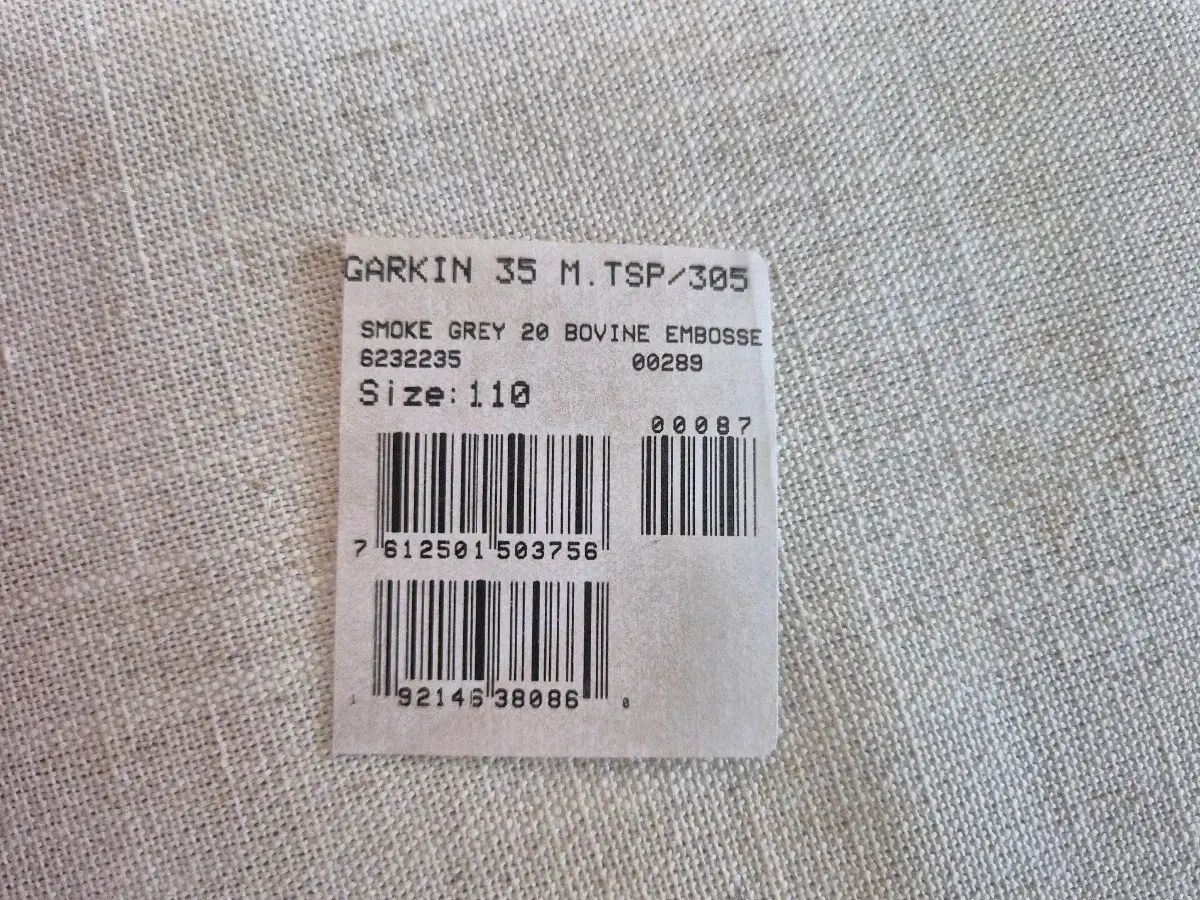 GARKIN 35 M.TSP/305
SMOKE GREY 20 BOVINE EMBOSSE
6232235 00289
Size:110
00087
7 612501 503756
1 92146 38086 0